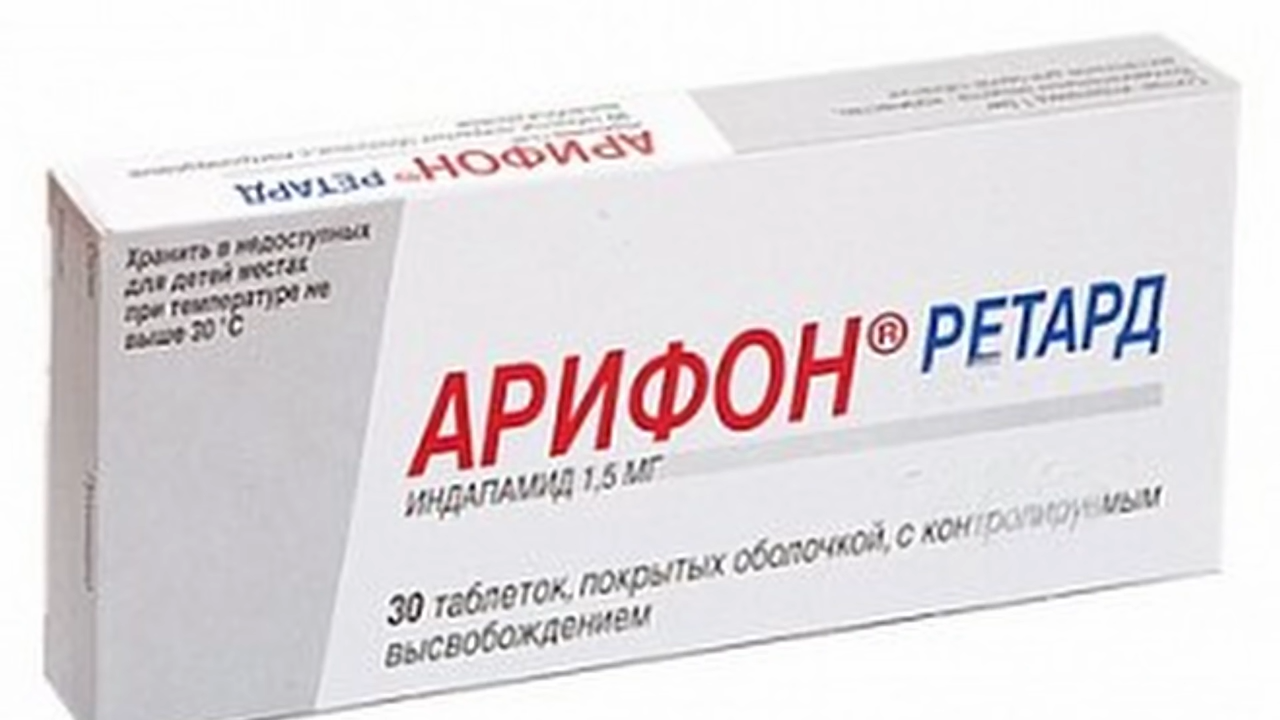 АРИФОН® РЕТАРД
Хранить в недоступных
для детей местах
при температуре не
выше 30°С
АРИФОН® РЕТАРД
ИНДАПАМИД 1,5 МГ
30 таблеток, покрытых оболочкой, с контролируемым
высвобождением